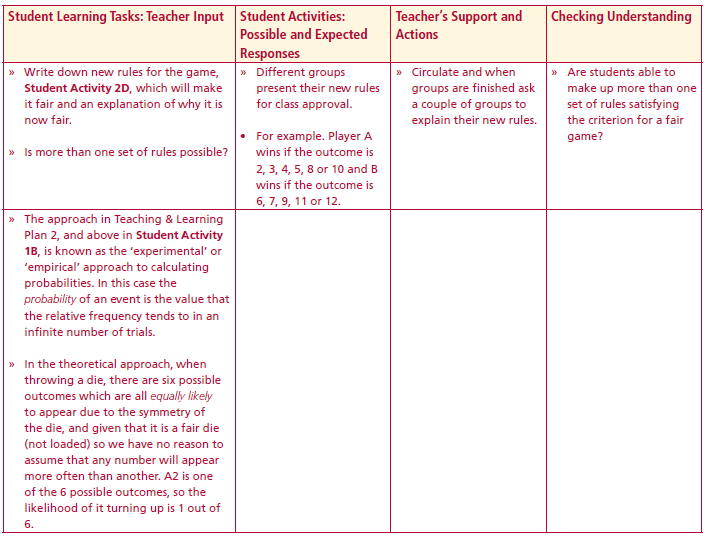 Student Learning Tasks: Teacher Input
Student Activities:
Possible and Expected
Responses
Teacher's Support and
Actions
Checking Understanding
» Write down new rules for the game,
Student Activity 2D, which will make
it fair and an explanation of why it is
now fair.
» Is more than one set of rules possible?
» Different groups
present their new rules
for class approval.
• For example. Player A
wins if the outcome is
2, 3, 4, 5, 8 or 10 and B
wins if the outcome is
6, 7, 9, 11 or 12.
» Circulate and when
groups are finished ask
a couple of groups to
explain their new rules.
» Are students able to
make up more than one
set of rules satisfying
the criterion for a fair
game?
» The approach in Teaching & Learning
Plan 2, and above in Student Activity
1B, is known as the 'experimental' or
'empirical' approach to calculating
probabilities. In this case the
probability of an event is the value that
the relative frequency tends to in an
infinite number of trials.
» In the theoretical approach, when
throwing a die, there are six possible
outcomes which are all equally likely
to appear due to the symmetry of
the die, and given that it is a fair die
(not loaded) so we have no reason to
assume that any number will appear
more often than another. A2 is one
of the 6 possible outcomes, so the
likelihood of it turning up is 1 out of
6.